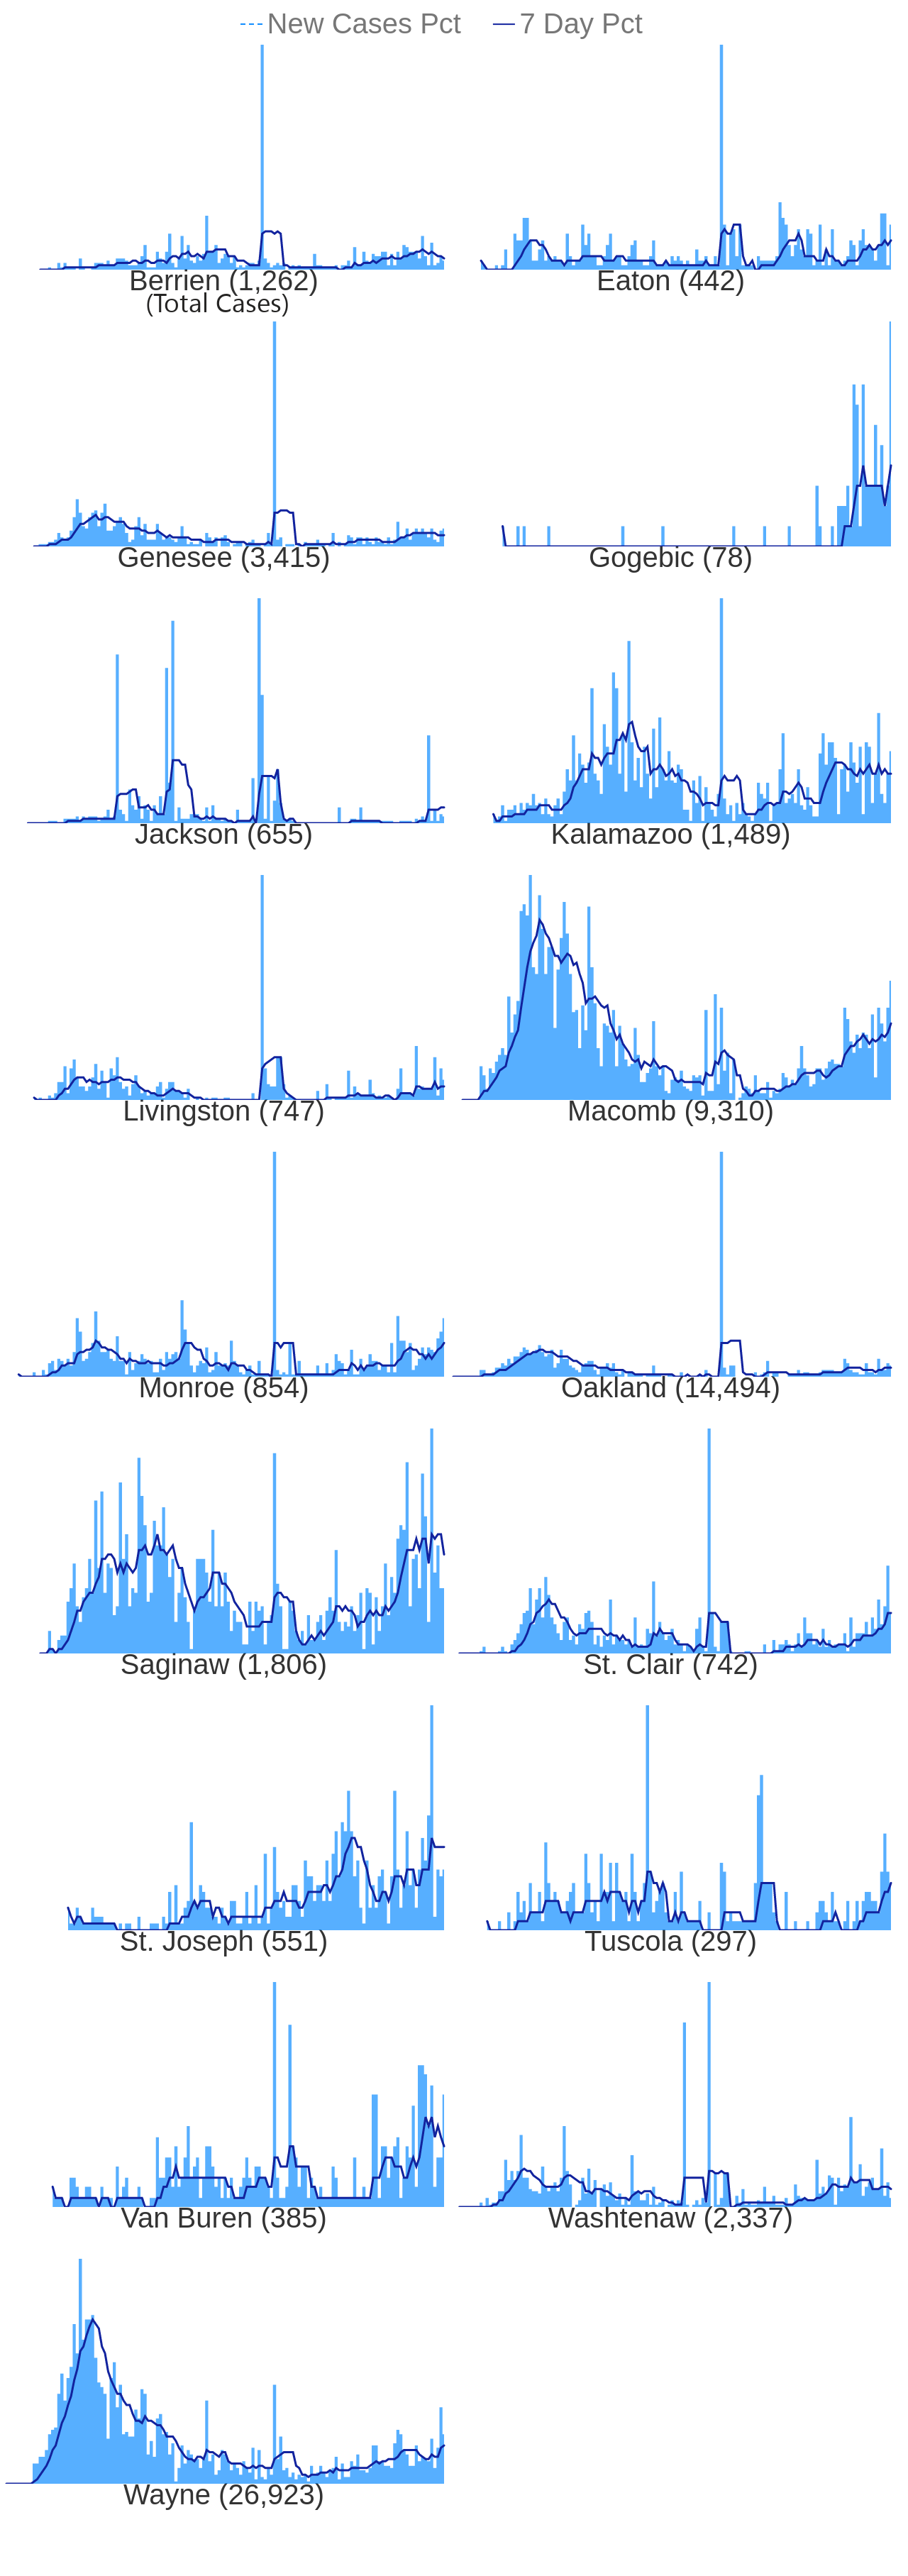 New Cases Pct 7 Day Pct
Berrien (1,262) Eaton (442)
(Total Cases)
Genesee (3,415) Gogebic (78)
Jackson (655) Kalamazoo (1,489)
Livingston (747) Macomb (9,310)
Monroe (854) Oakland (14,494)
Saginaw (1,806) St. Clair (742)
St. Joseph (551) Tuscola (297)
Van Buren (385) Washtenaw (2,337)
Wayne (26,923)